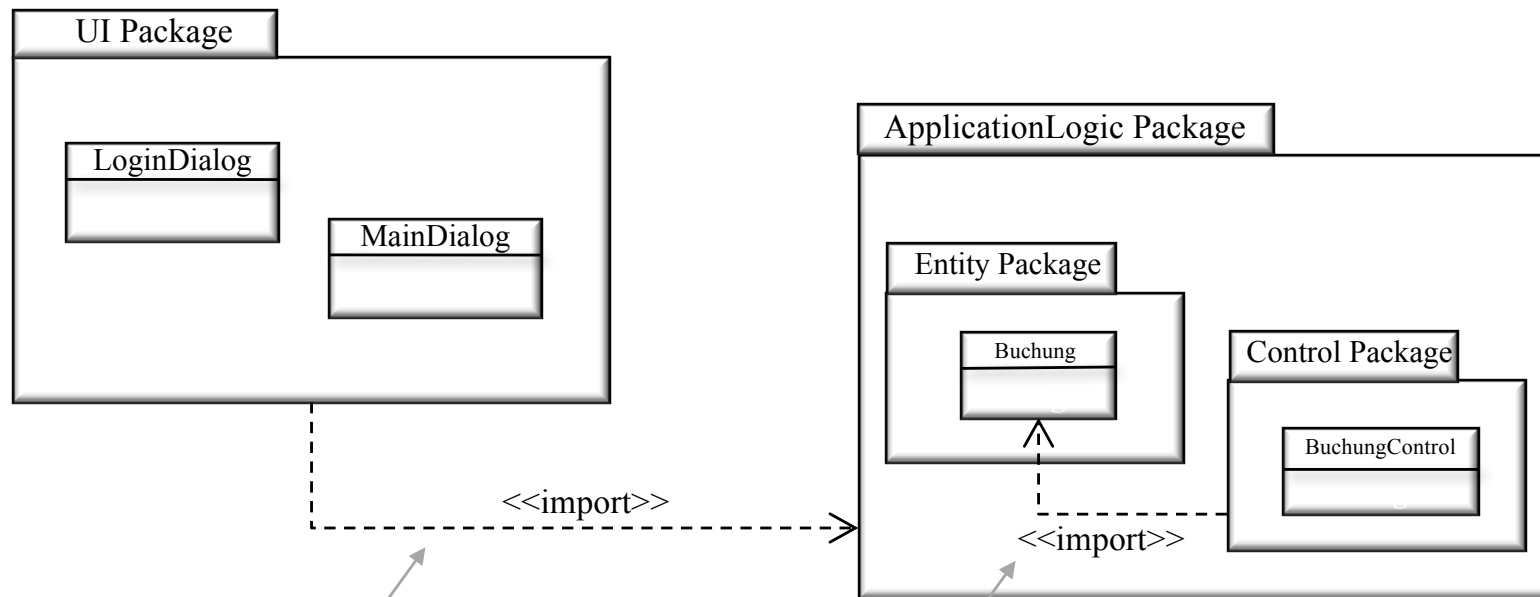 UI Package
LoginDialog
MainDialog
<<import>>
ApplicationLogic Package
Entity Package
Buchung
Control Package
BuchungControl
<<import>>